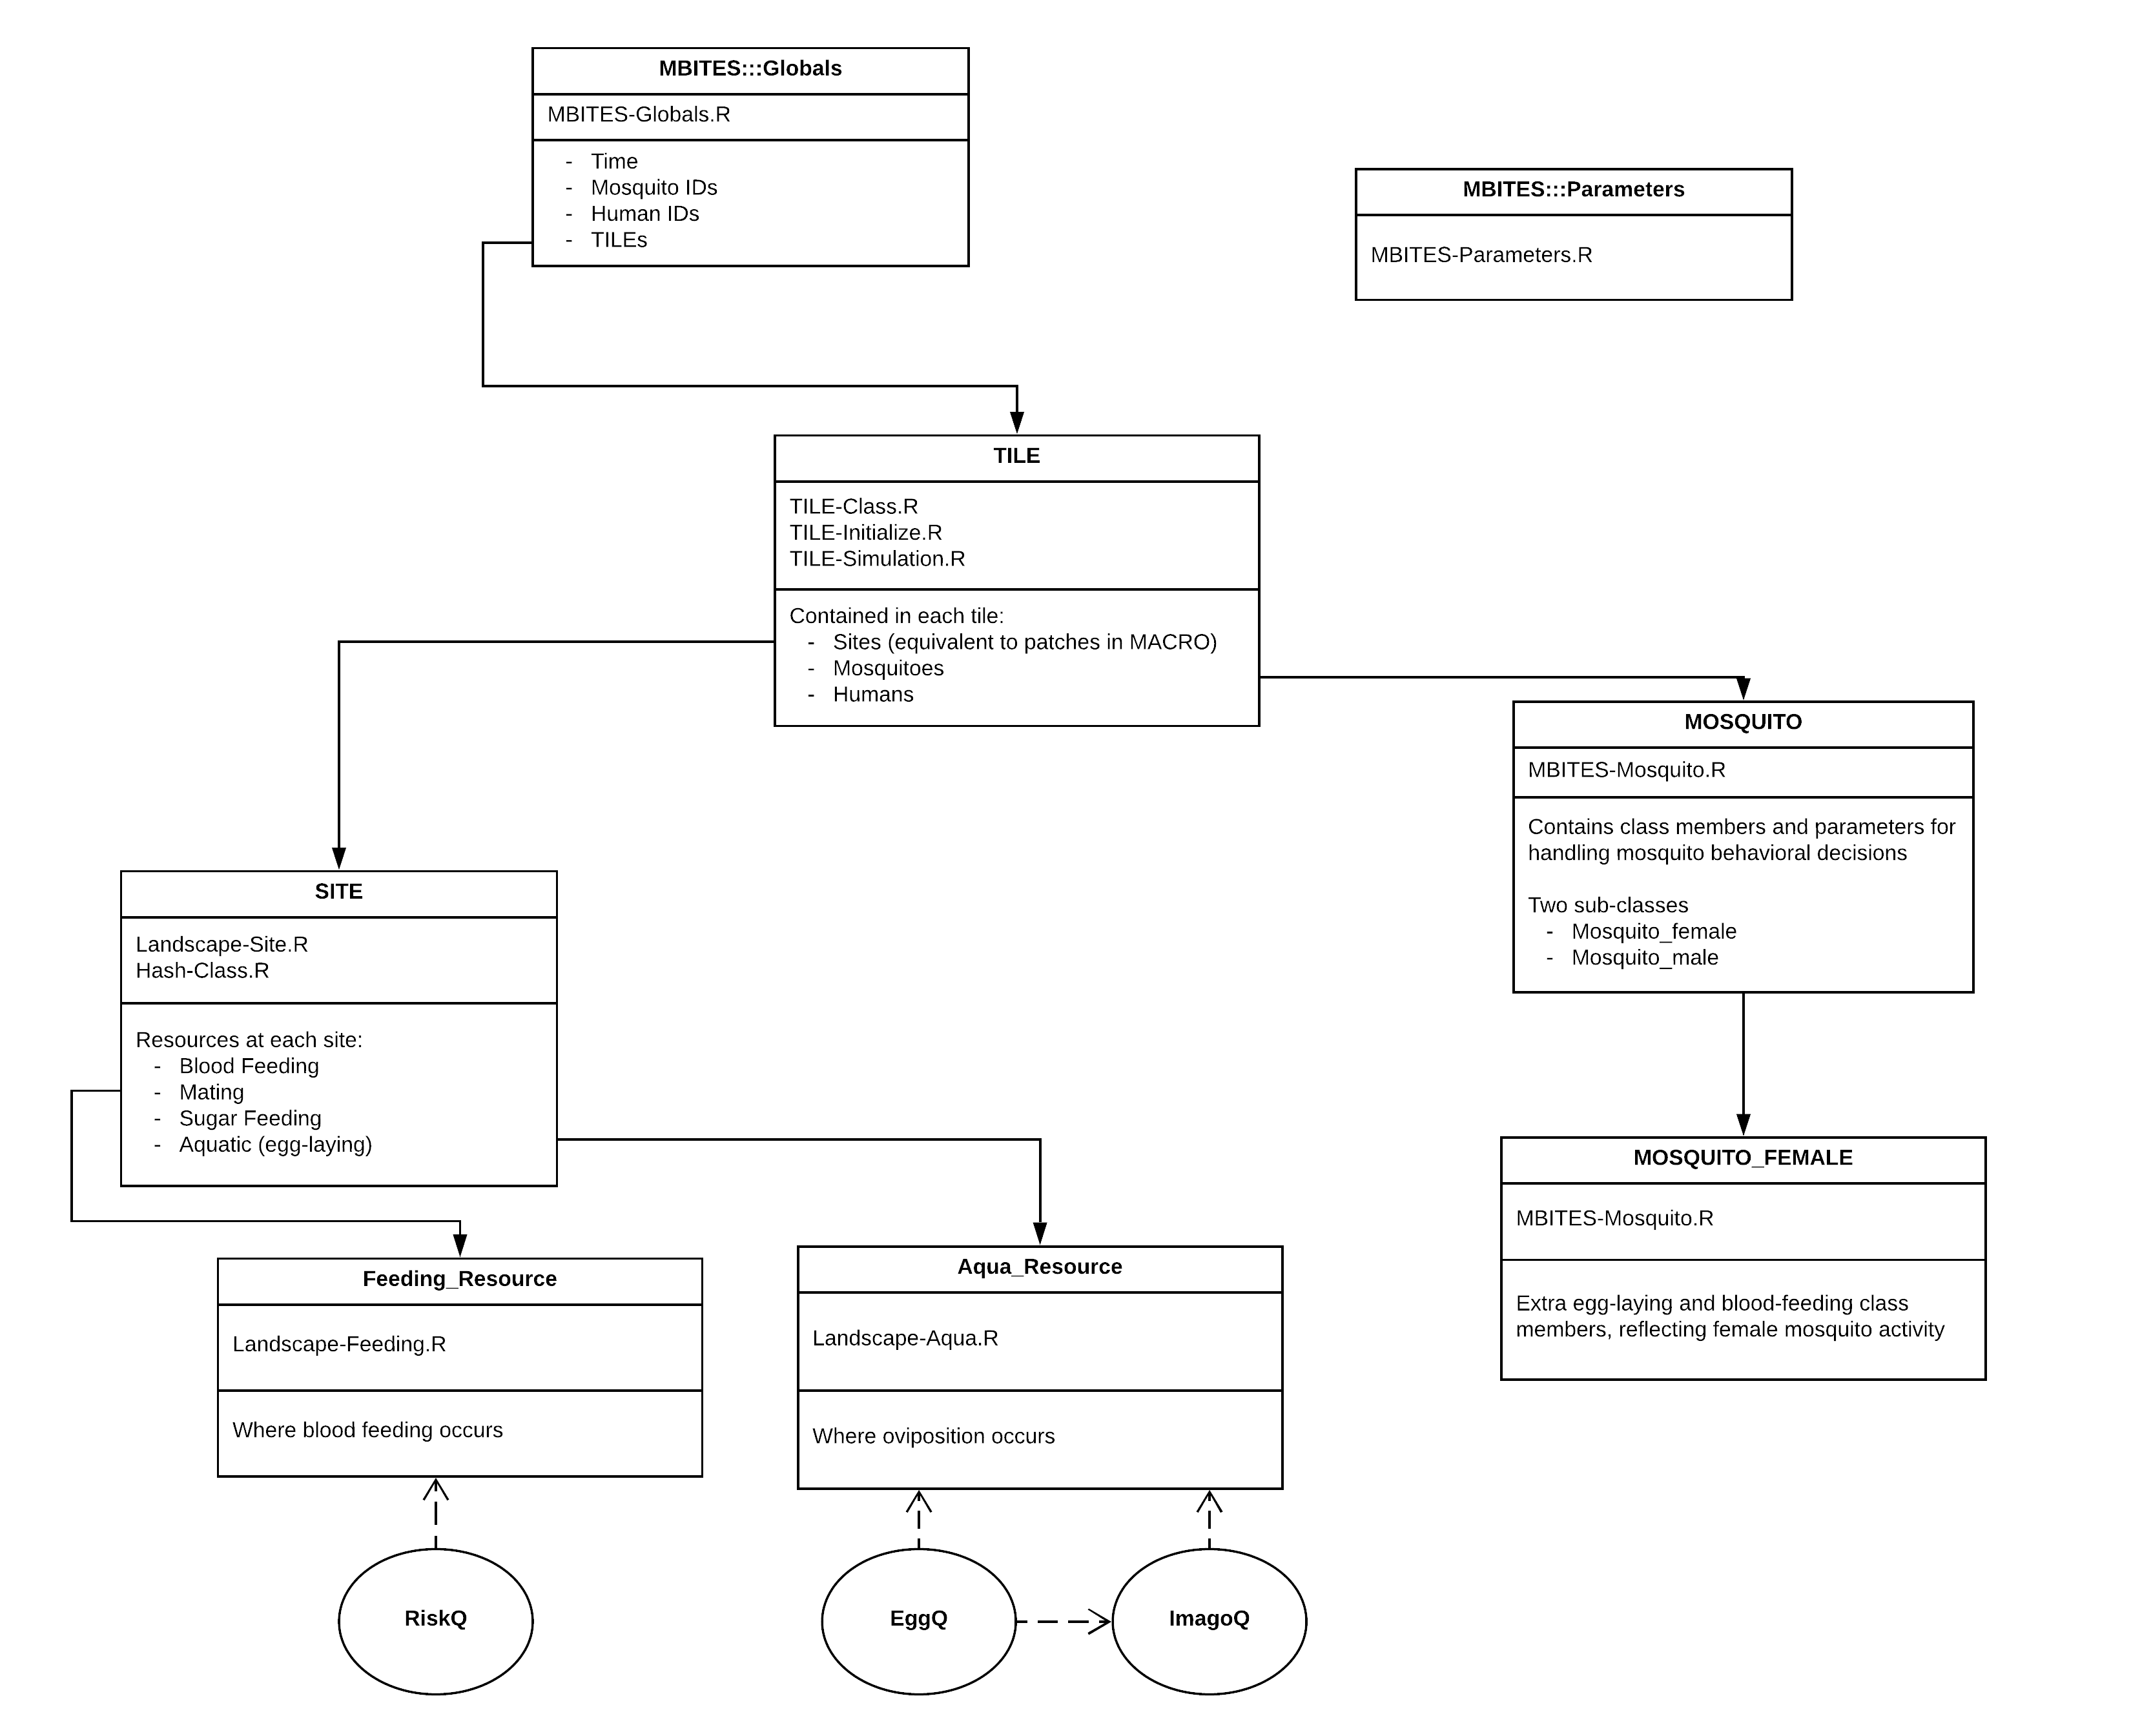 MBITES:::Globals
MBITES-Globals.R
- Time
- Mosquito IDs
- Human IDs
- TILEs
MBITES:::Parameters
MBITES-Parameters.R
TILE
TILE-Class.R
TILE-Initialize.R
TILE-Simulation.R
Contained in each tile:
- Sites (equivalent to patches in MACRO)
- Mosquitoes
- Humans
MOSQUITO
MBITES-Mosquito.R
Contains class members and parameters for
handling mosquito behavioral decisions
Two sub-classes
- Mosquito_female
- Mosquito_male
SITE
Landscape-Site.R
Hash-Class.R
Resources at each site:
- Blood Feeding
- Mating
- Sugar Feeding
- Aquatic (egg-laying)
MOSQUITO_FEMALE
MBITES-Mosquito.R
Extra egg-laying and blood-feeding class
members, reflecting female mosquito activity
Feeding_Resource
Landscape-Feeding.R
Where blood feeding occurs
Aqua_Resource
Landscape-Aqua.R
Where oviposition occurs
RiskQ
EggQ
ImagoQ